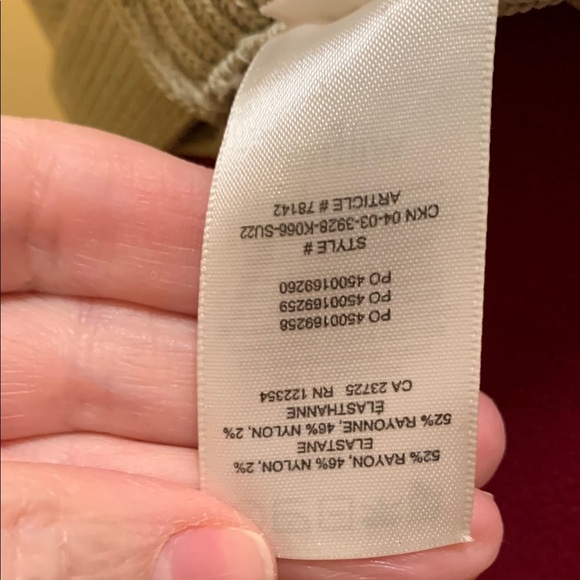 52% RAYON, 46% NYLON, 2%
ELASTANE
52% RAYONNE, 46% NYLON, 2%
ÉLASTHANNE
CA 23725 RN 122354
PO 4500169258
PO 4500169259
PO 4500169260
STYLE #
CKN 04-03-3928-K066-SU22
ARTICLE # 78142